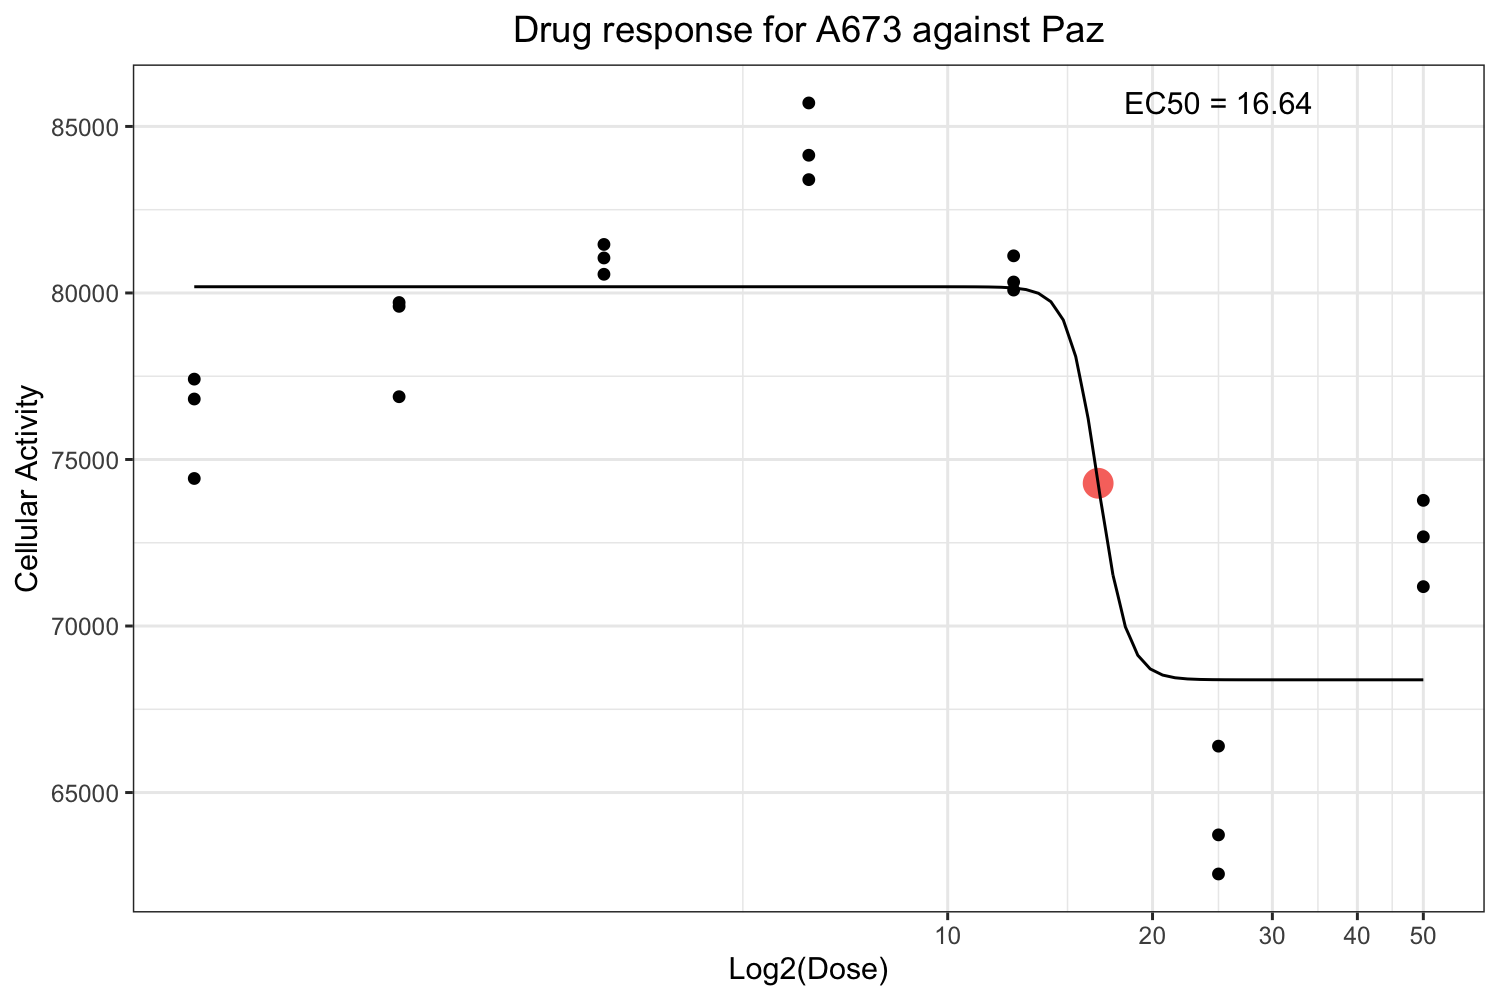 Drug response for A673 against Paz
EC50 = 16.64
85000
80000
75000
70000
65000
Cellular Activity
10 20 30 40 50
Log2(Dose)